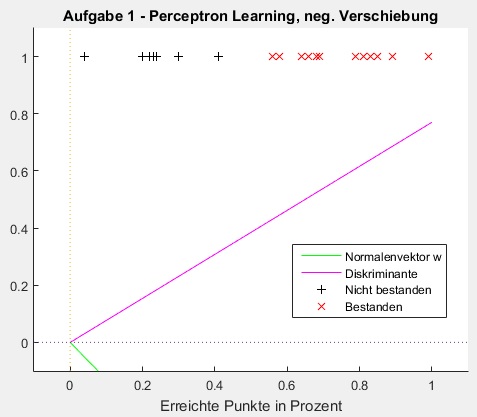 Aufgabe 1 - Perceptron Learning, neg. Verschiebung
1
0.8
0.6
0.4
0.2
0
Normalenvektor w
Diskriminante
Nicht bestanden
Bestanden
0 0.2 0.4 0.6 0.8 1
Erreichte Punkte in Prozent